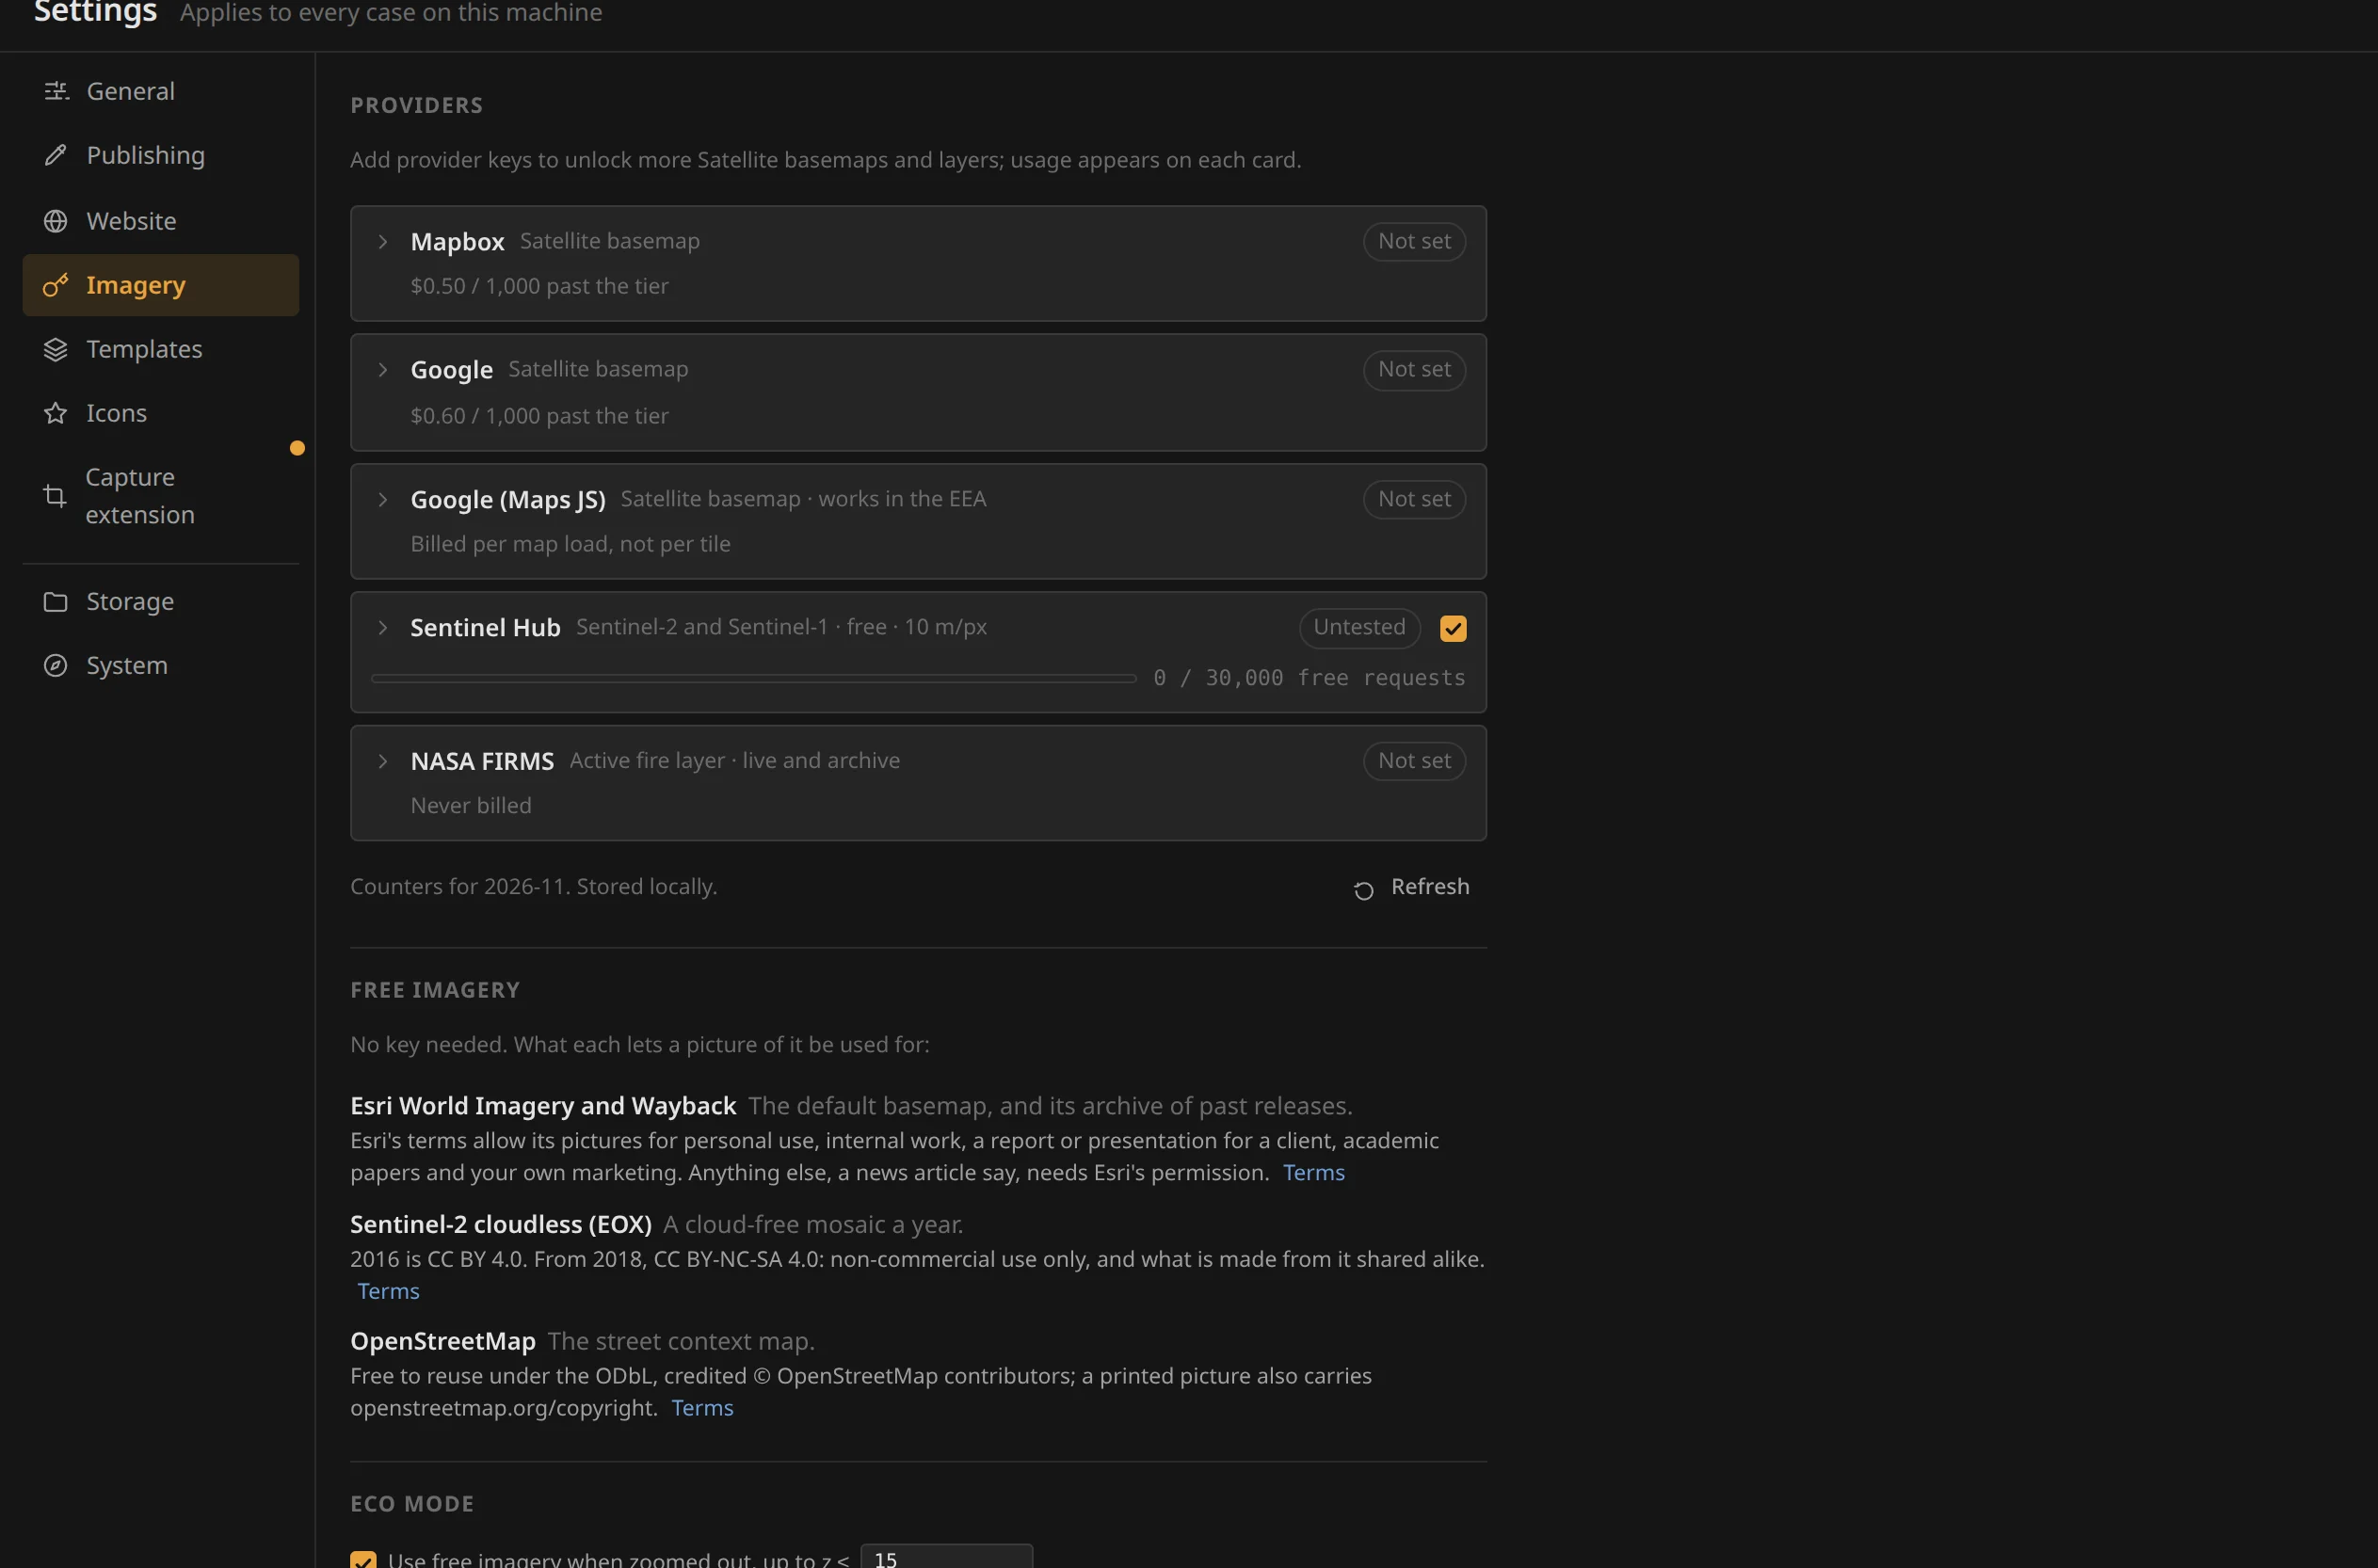 Settings Applies to every case on this machine
General
Publishing
Website
Imagery
Templates
Icons
Capture
extension
Storage
System
PROVIDERS
Add provider keys to unlock more Satellite basemaps and layers; usage appears on each card.
Mapbox Satellite basemap Not set
$0.50 / 1,000 past the tier
Google Satellite basemap Not set
$0.60 / 1,000 past the tier
Google (Maps JS) Satellite basemap · works in the EEA Not set
Billed per map load, not per tile
Sentinel Hub Sentinel-2 and Sentinel-1 · free · 10 m/px Untested
0 / 30,000 free requests
NASA FIRMS Active fire layer · live and archive Not set
Never billed
Counters for 2026-11. Stored locally. Refresh
FREE IMAGERY
No key needed. What each lets a picture of it be used for:
Esri World Imagery and Wayback The default basemap, and its archive of past releases.
Esri's terms allow its pictures for personal use, internal work, a report or presentation for a client, academic
papers and your own marketing. Anything else, a news article say, needs Esri's permission. Terms
Sentinel-2 cloudless (EOX) A cloud-free mosaic a year.
2016 is CC BY 4.0. From 2018, CC BY-NC-SA 4.0: non-commercial use only, and what is made from it shared alike.
Terms
OpenStreetMap The street context map.
Free to reuse under the ODbL, credited © OpenStreetMap contributors; a printed picture also carries
openstreetmap.org/copyright. Terms
ECO MODE
Use free imagery when zoomed out, up to z ≤ 15